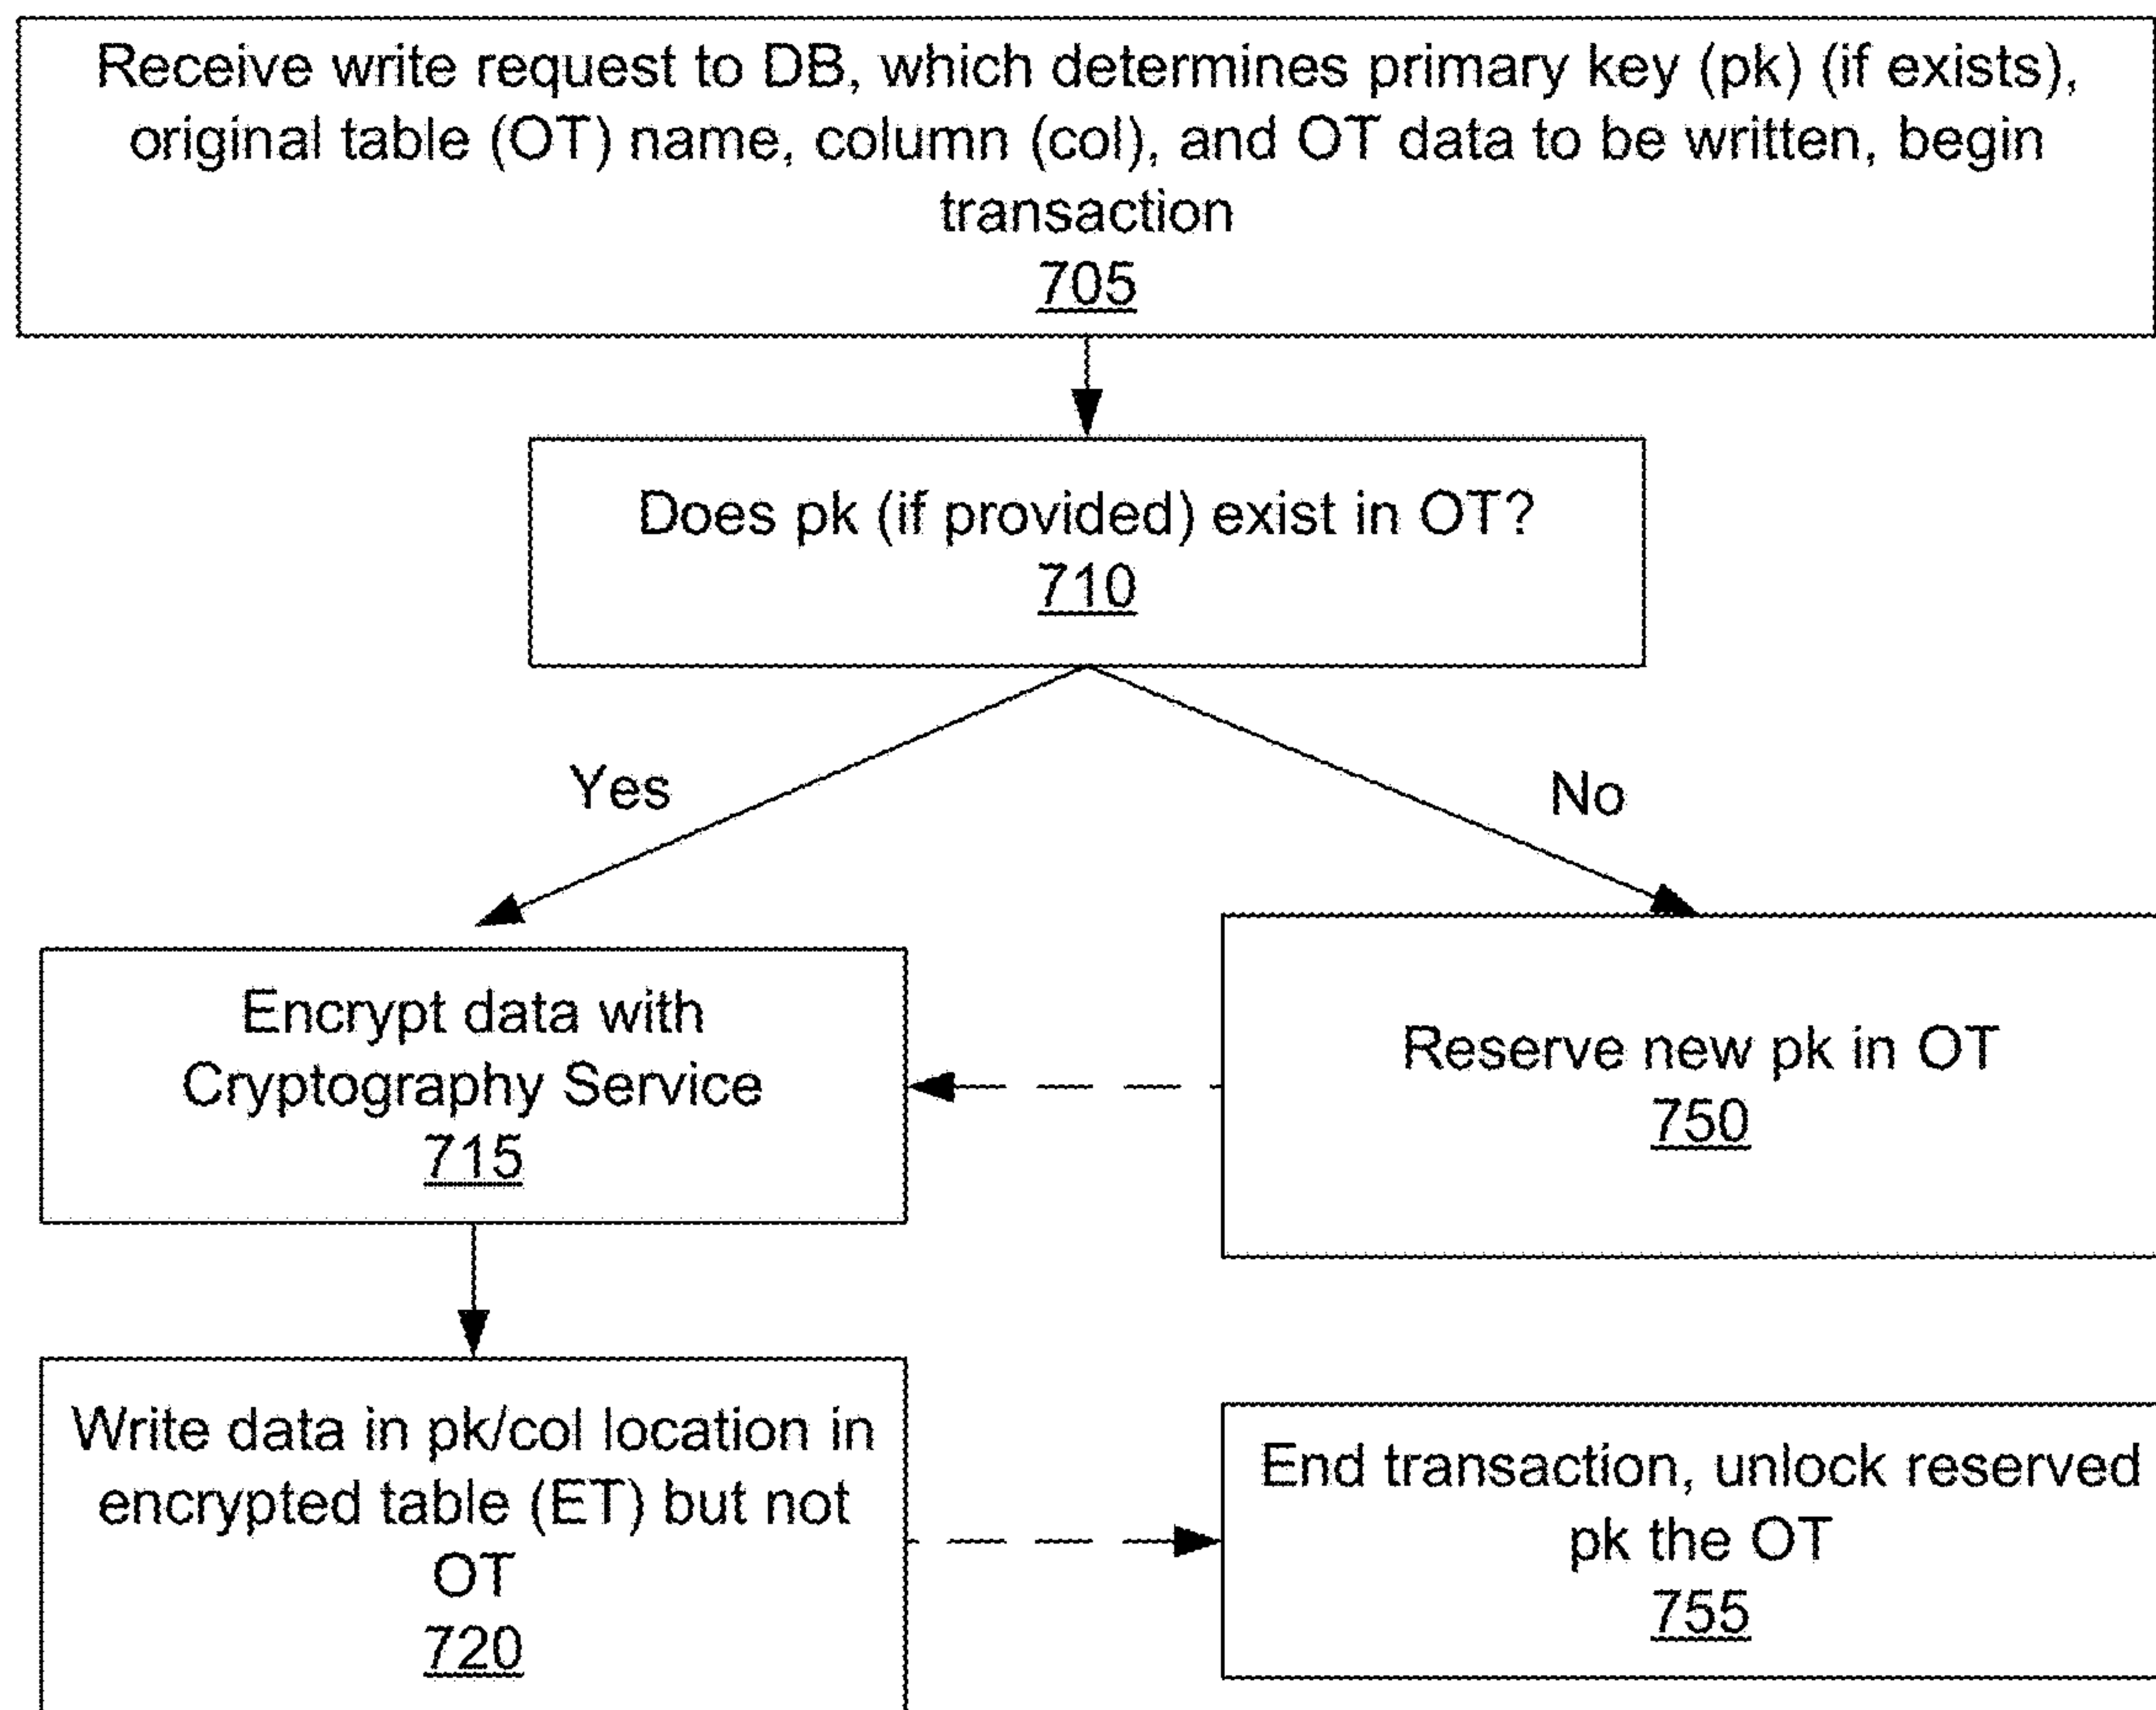 Receive write request to DB, which determines primary key (pk) (if exists),
original table (OT) name, column (col), and OT data to be written, begin
transaction
705
Does pk (if provided) exist in OT?
710
Yes
No
Encrypt data with
Cryptography Service
715
Reserve new pk in OT
750
Write data in pk/col location in
encrypted table (ET) but not
OT
720
End transaction, unlock reserved
pk the OT
755